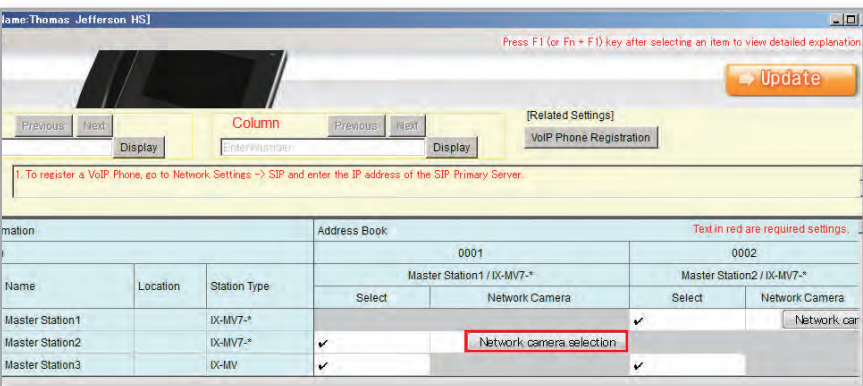 lame:Thomas Jefferson HS]
Press F1 (or Fn + F1) key after selecting an item to view detailed explanation
Update
[Related Settings]
Previous Next Column Previous Next
VoIP Phone Registration
Display Display
1. To register a VoIP Phone, go to Network Settings -> SIP and enter the IP address of the SIP Primary Server.
mation Address Book Text in red are required settings.
0001 0002
Name Location Station Type Master Station1 / IX-MV7-* Master Station2 / IX-MV7-*
Select Network Camera Select Network Camera
Master Station1 IX-MV7-* ✔ Network car
Master Station2 IX-MV7-* ✔ Network camera selection
Master Station3 IX-MV ✔ ✔